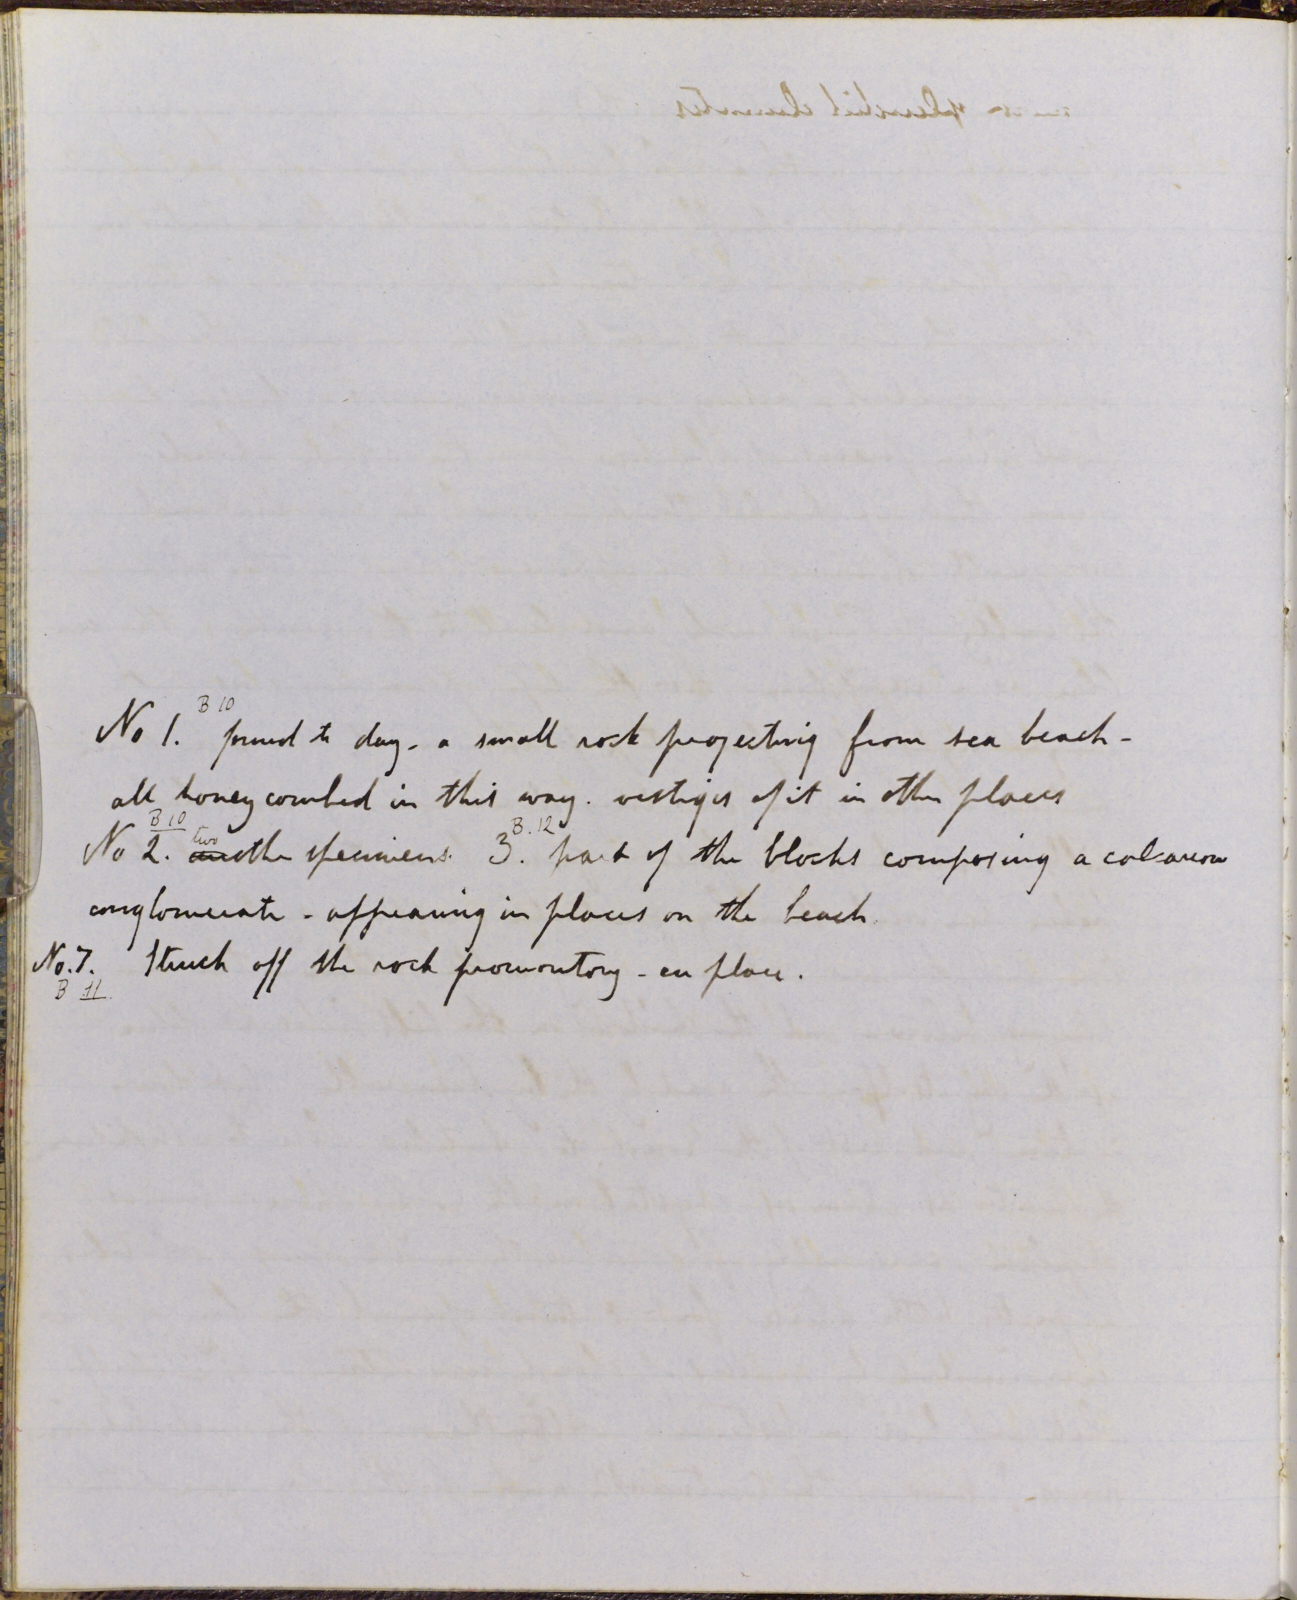 B 10
No 1. found to day - a small rock projecting from sea beach -
all honeycombed in this way. vestiges of it in other places
B 10 two B. 12
No 2. another specimens. 3. part of the blocks composing a calcareous
conglomerate - appearing in places on the beach.
No. 7. Struck off the rock promontory - en place.
B 11.